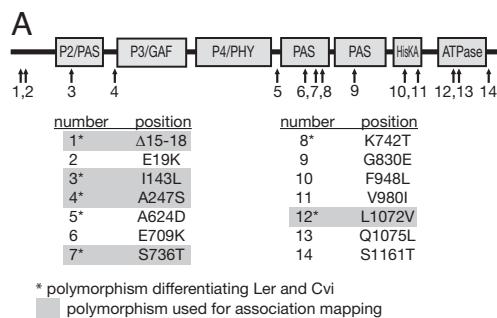 A
P2/PAS P3/GAF P4/PHY PAS PAS HisKA ATPase
1,2 3 4 5 6,7,8 9 10,11 12,13 14
number position number position
1* Δ15-18 8* K742T
2 E19K 9 G830E
3* I143L 10 F948L
4* A247S 11 V980I
5* A624D 12* L1072V
6 E709K 13 Q1075L
7* S736T 14 S1161T
* polymorphism differentiating Ler and Cvi
polymorphism used for association mapping